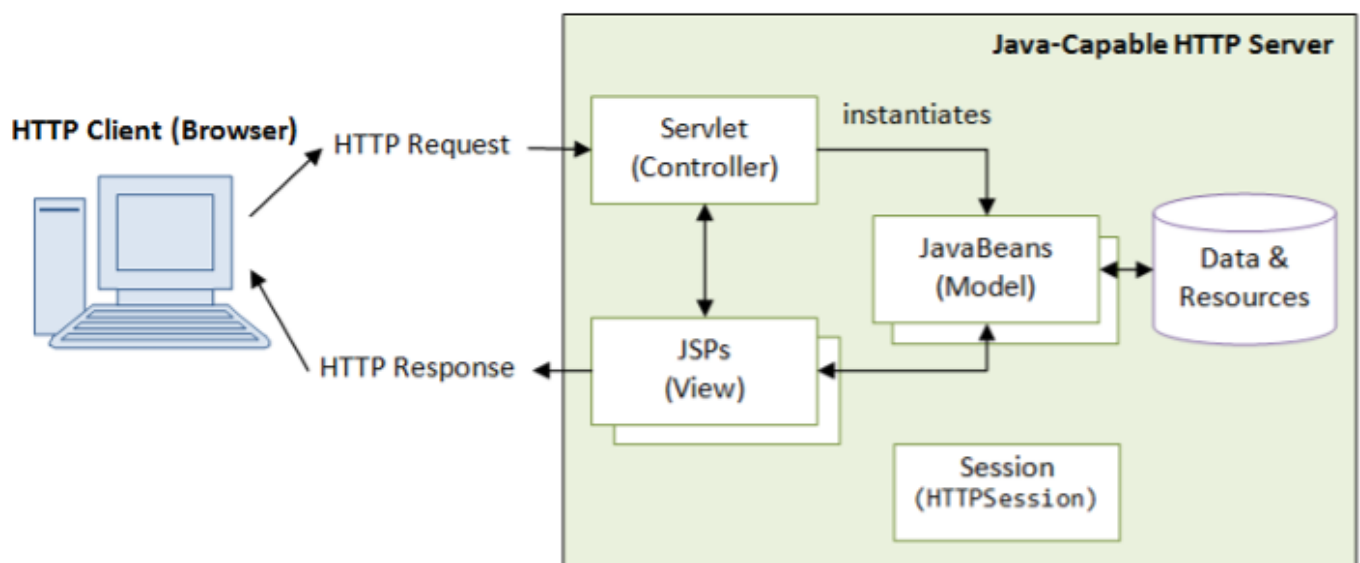 Java-Capable HTTP Server
HTTP Client (Browser)
HTTP Request
Servlet
(Controller)
instantiates
JavaBeans
(Model)
Data &
Resources
HTTP Response
JSPs
(View)
Session
(HTTPSession)